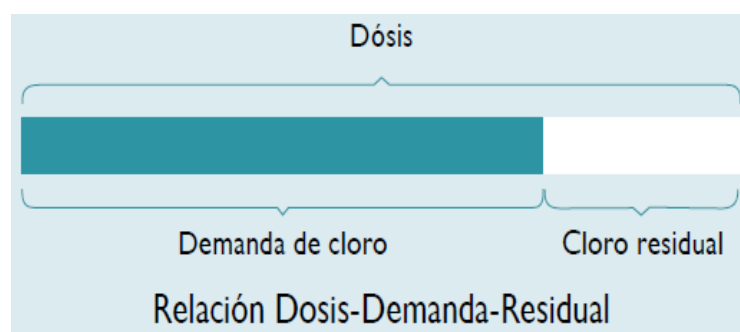 Dósis
Demanda de cloro
Cloro residual
Relación Dosis-Demanda-Residual